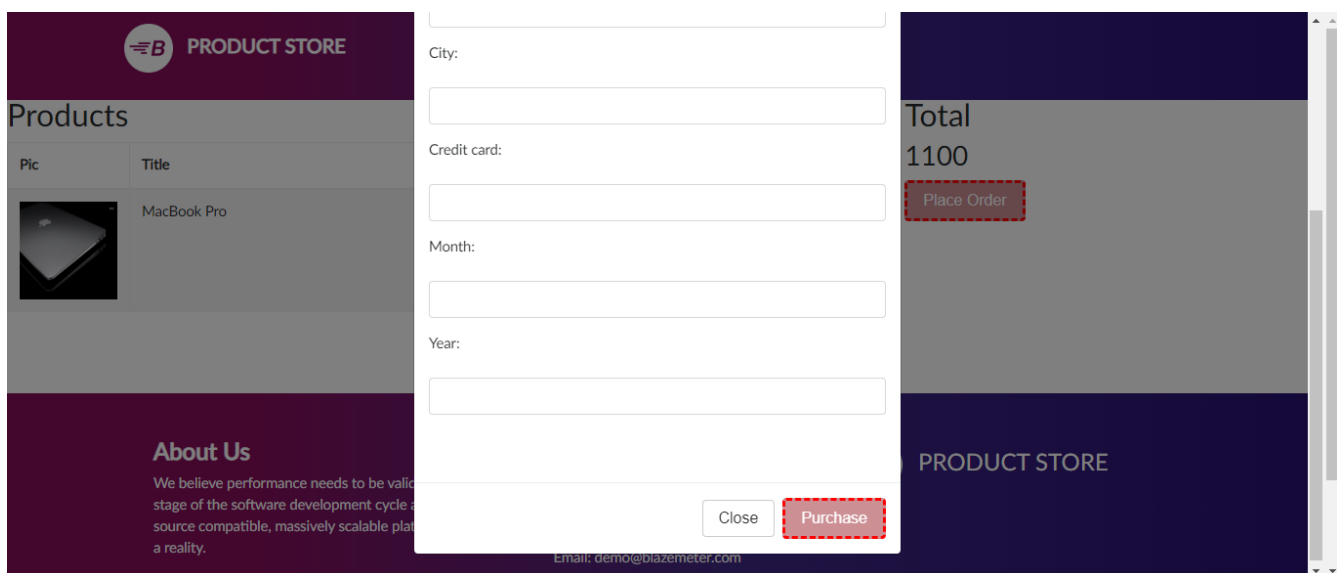 B PRODUCT STORE
City:
Credit card:
Month:
Year:
Products
Pic Title
MacBook Pro
Total
1100
Place Order
Close Purchase
About Us
We believe performance needs to be
stage of the software development cycle
source compatible, massively scalable
a reality.
Email: demo@blazemeter.com
PRODUCT STORE